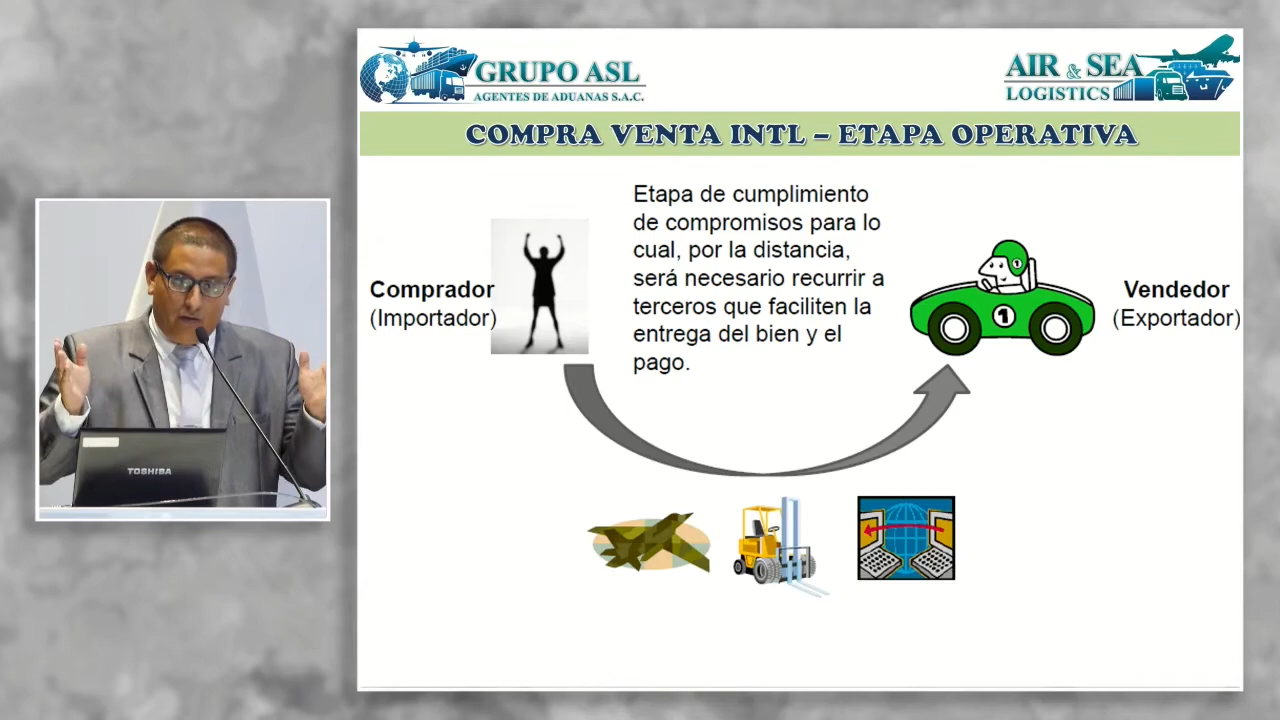 GRUPO ASL
AGENTES DE ADUANAS S.A.C.
AIR & SEA
LOGISTICS
COMPRA VENTA INTL – ETAPA OPERATIVA
Etapa de cumplimiento
de compromisos para lo
cual, por la distancia,
será necesario recurrir a
terceros que faciliten la
entrega del bien y el
pago.
Comprador
(Importador)
1
1
Vendedor
(Exportador)
TOSHIBA